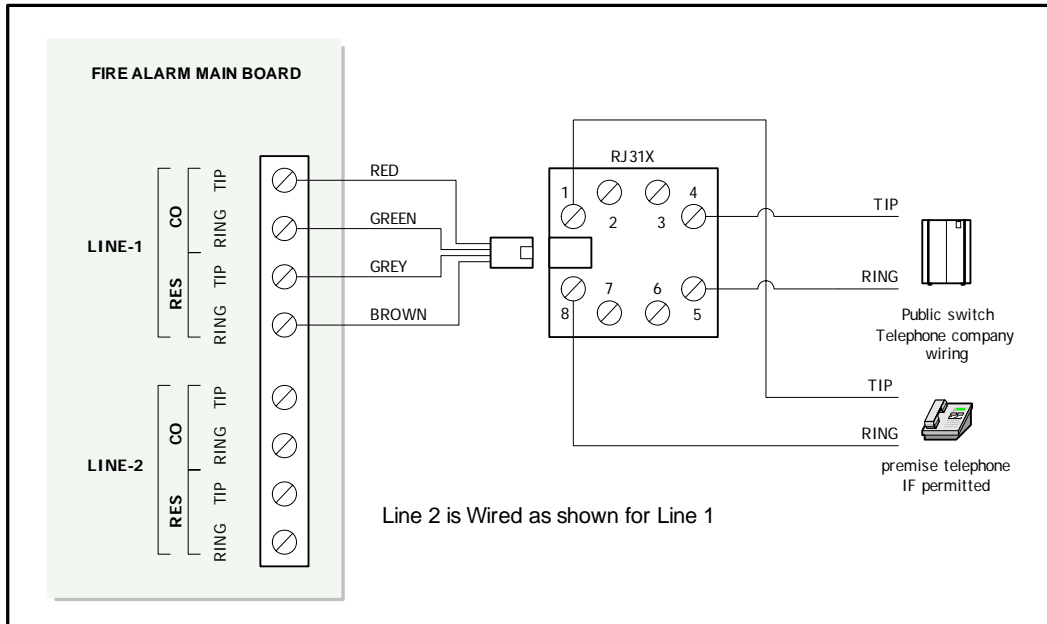 FIRE ALARM MAIN BOARD
LINE-1
CO
TIP
RING
RES
TIP
RING
RED
GREEN
GREY
BROWN
LINE-2
CO
TIP
RING
RES
TIP
RING
RJ31X
1
2
3
4
8
7
6
5
TIP
RING
Public switch
Telephone company
wiring
TIP
RING
premise telephone
IF permitted
Line 2 is Wired as shown for Line 1